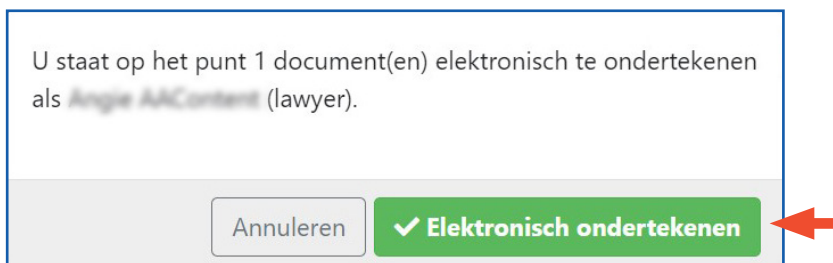 U staat op het punt 1 document(en) elektronisch te ondertekenen
als (lawyer).
Annuleren
✓ Elektronisch ondertekenen